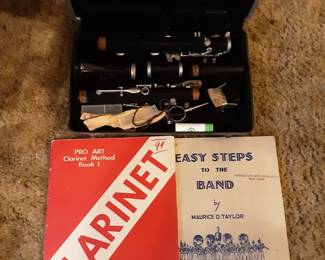 PRO ART
Clarinet Method
Book I
CLARINET
EASY STEPS
TO THE
BAND
by
MAURICE D. TAYLOR